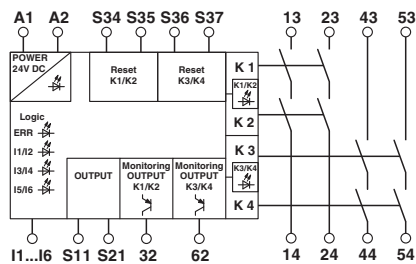 A1 A2 S34 S35 S36 S37 13 23 43 53
POWER
24V DC
Reset
K1/K2
Reset
K3/K4
K 1
K1/K2
K 2
Logic
ERR
I1/I2
I3/I4
I5/I6
OUTPUT
Monitoring
OUTPUT
K1/K2
Monitoring
OUTPUT
K3/K4
K 3
K3/K4
K 4
I1...I6 S11 S21 32 62 14 24 44 54